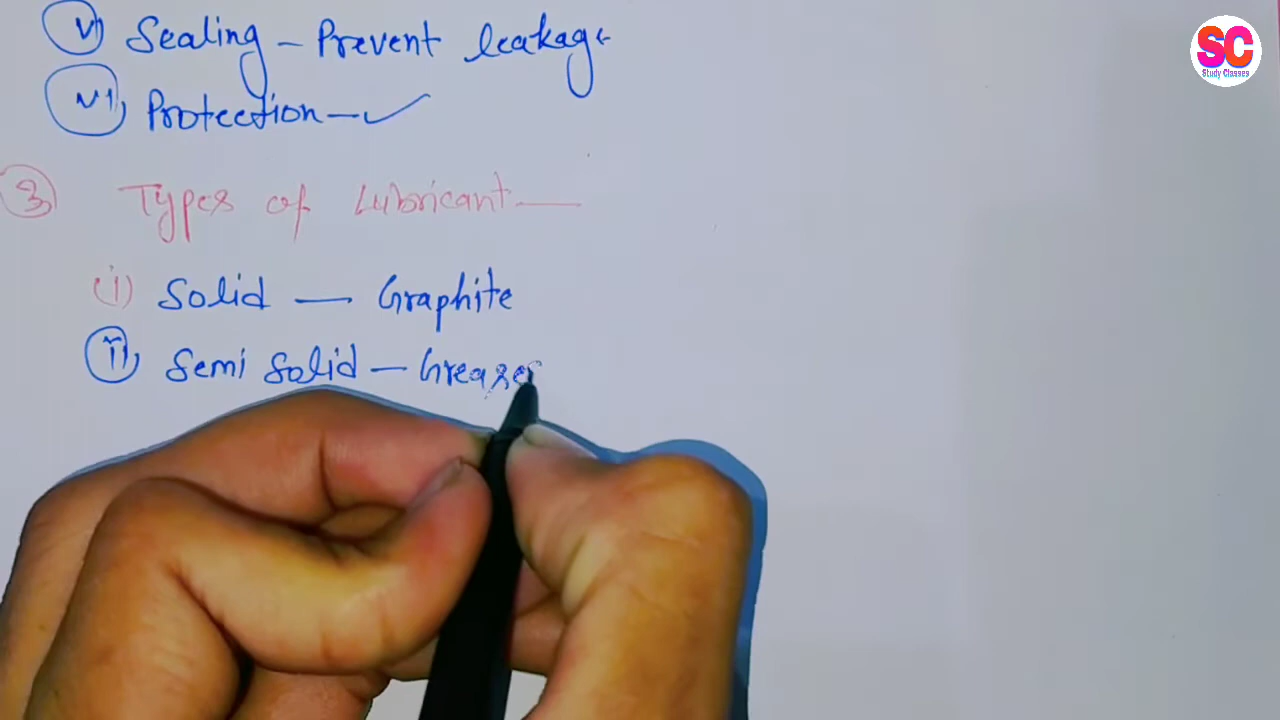 v) Sealing - Prevent leakage
vi) Protection - ✓
3 Types of Lubricant -
(i) Solid - Graphite
ii) Semi Solid - Greases
SC
Study Classes